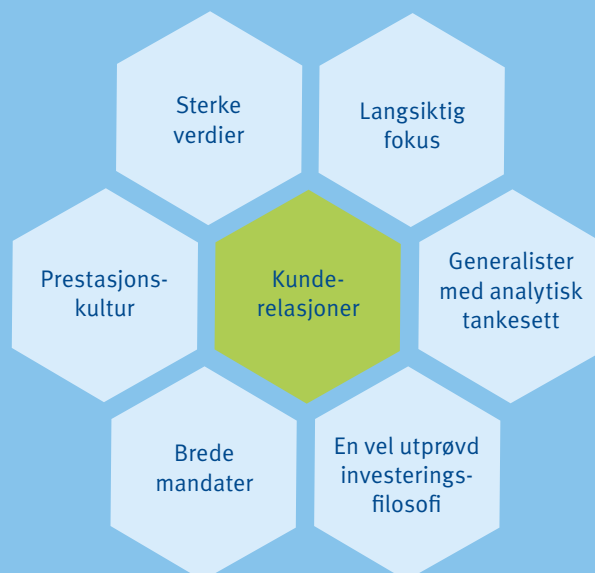 Sterke
verdier
Langsiktig
fokus
Prestasjons-
kultur
Kunde-
relasjoner
Generalister
med analytisk
tankesett
Brede
mandater
En vel utprøvd
investerings-
filosofi